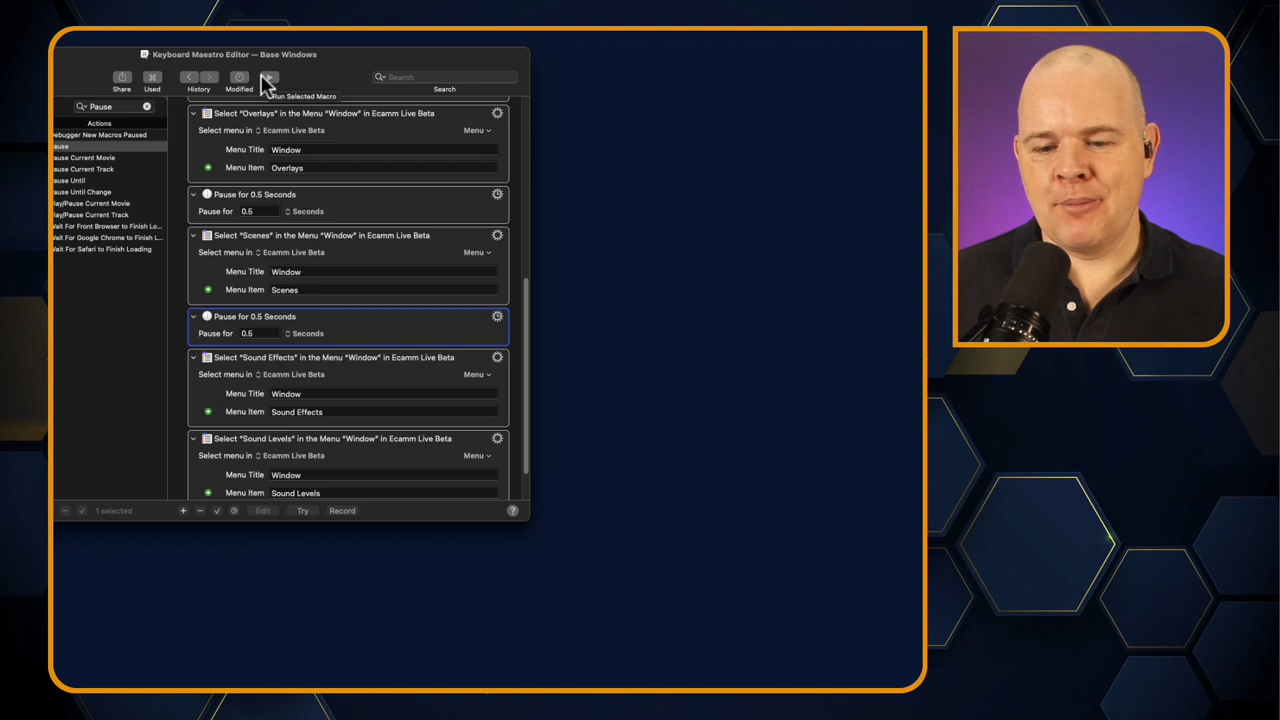 Keyboard Maestro Editor — Base Windows
Search
Share Used History Modified Search
Run Selected Macro
Pause
Actions
ebugger New Macros Paused
ause
ause Current Movie
ause Current Track
ause Until
ause Until Change
lay/Pause Current Movie
lay/Pause Current Track
Wait For Front Browser to Finish Lo...
Wait For Google Chrome to Finish L...
Wait For Safari to Finish Loading
Select “Overlays” in the Menu “Window” in Ecamm Live Beta
Select menu in Ecamm Live Beta Menu
Menu Title Window
Menu Item Overlays
Pause for 0.5 Seconds
Pause for 0.5 Seconds
Select “Scenes” in the Menu “Window” in Ecamm Live Beta
Select menu in Ecamm Live Beta Menu
Menu Title Window
Menu Item Scenes
Pause for 0.5 Seconds
Pause for 0.5 Seconds
Select “Sound Effects” in the Menu “Window” in Ecamm Live Beta
Select menu in Ecamm Live Beta Menu
Menu Title Window
Menu Item Sound Effects
Select “Sound Levels” in the Menu “Window” in Ecamm Live Beta
Select menu in Ecamm Live Beta Menu
Menu Title Window
Menu Item Sound Levels
1 selected
Edit Try Record ?